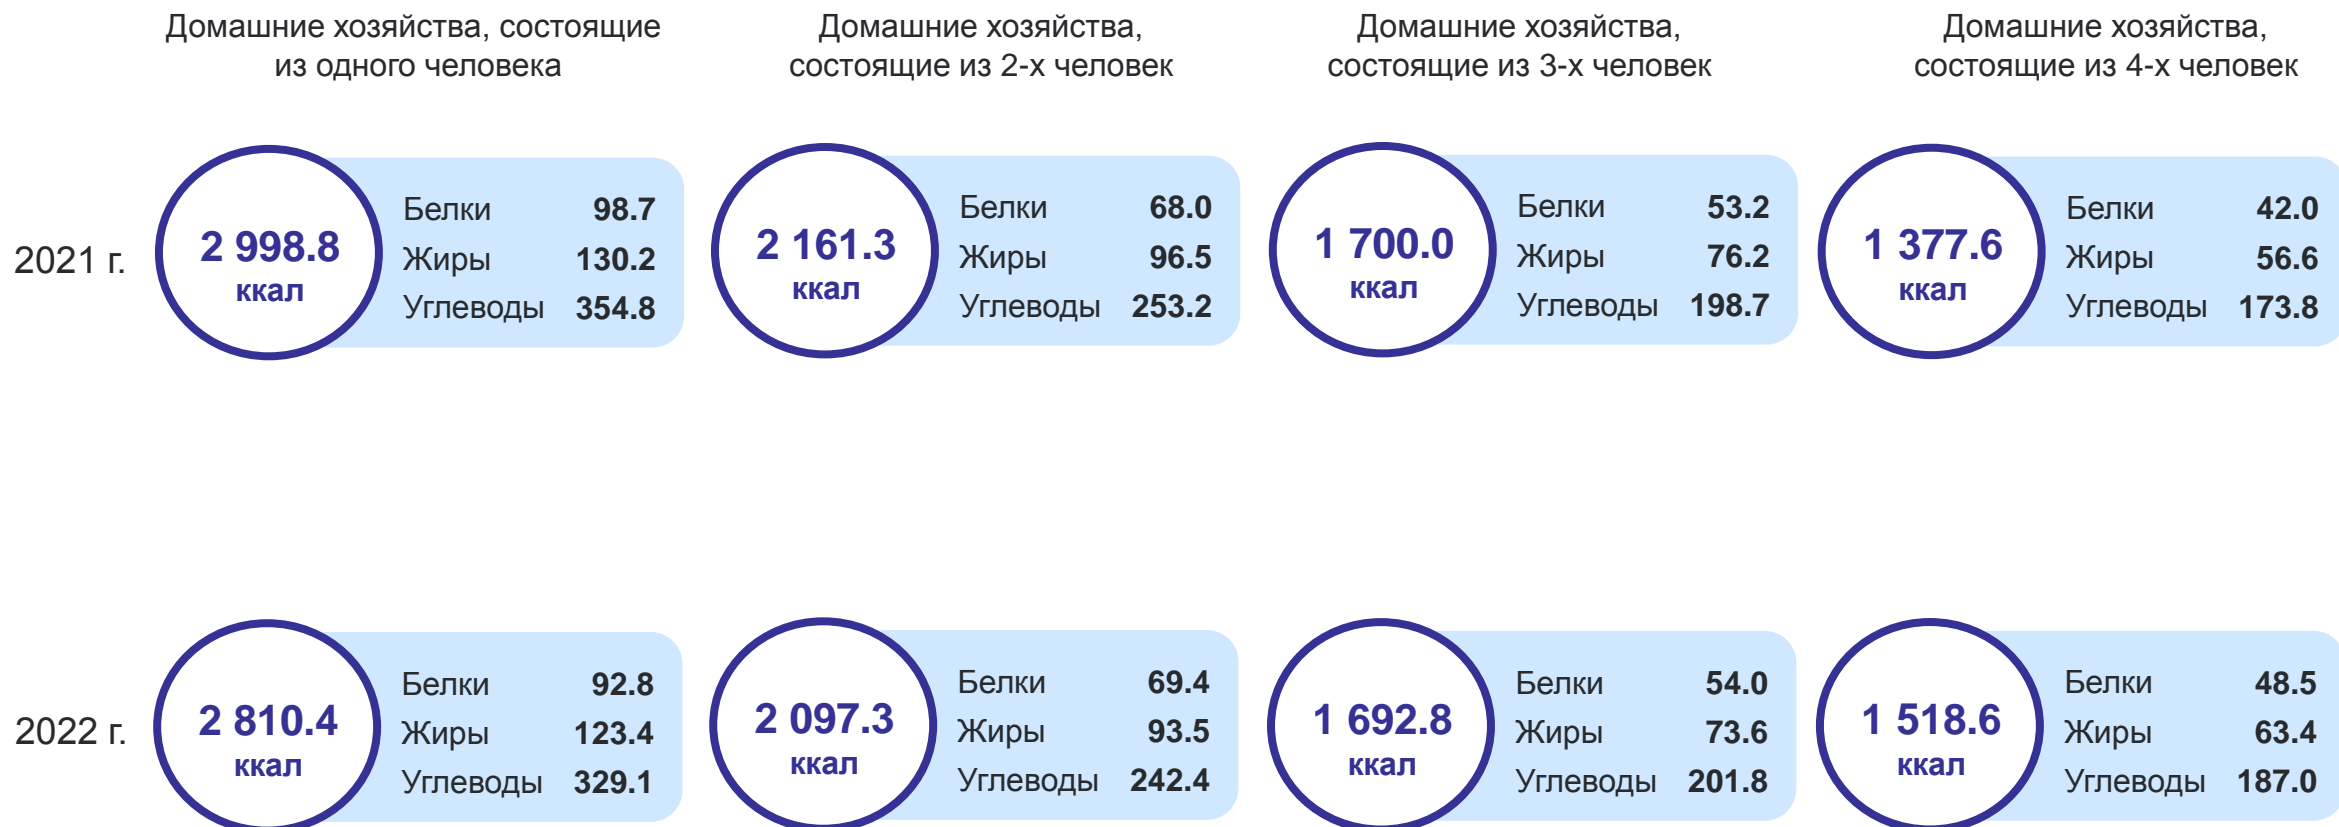 Домашние хозяйства, состоящие
из одного человека
Домашние хозяйства,
состоящие из 2-х человек
Домашние хозяйства,
состоящие из 3-х человек
Домашние хозяйства,
состоящие из 4-х человек
2021 г.
2 998.8
ккал
Белки 98.7
Жиры 130.2
Углеводы 354.8
2 161.3
ккал
Белки 68.0
Жиры 96.5
Углеводы 253.2
1 700.0
ккал
Белки 53.2
Жиры 76.2
Углеводы 198.7
1 377.6
ккал
Белки 42.0
Жиры 56.6
Углеводы 173.8
2022 г.
2 810.4
ккал
Белки 92.8
Жиры 123.4
Углеводы 329.1
2 097.3
ккал
Белки 69.4
Жиры 93.5
Углеводы 242.4
1 692.8
ккал
Белки 54.0
Жиры 73.6
Углеводы 201.8
1 518.6
ккал
Белки 48.5
Жиры 63.4
Углеводы 187.0